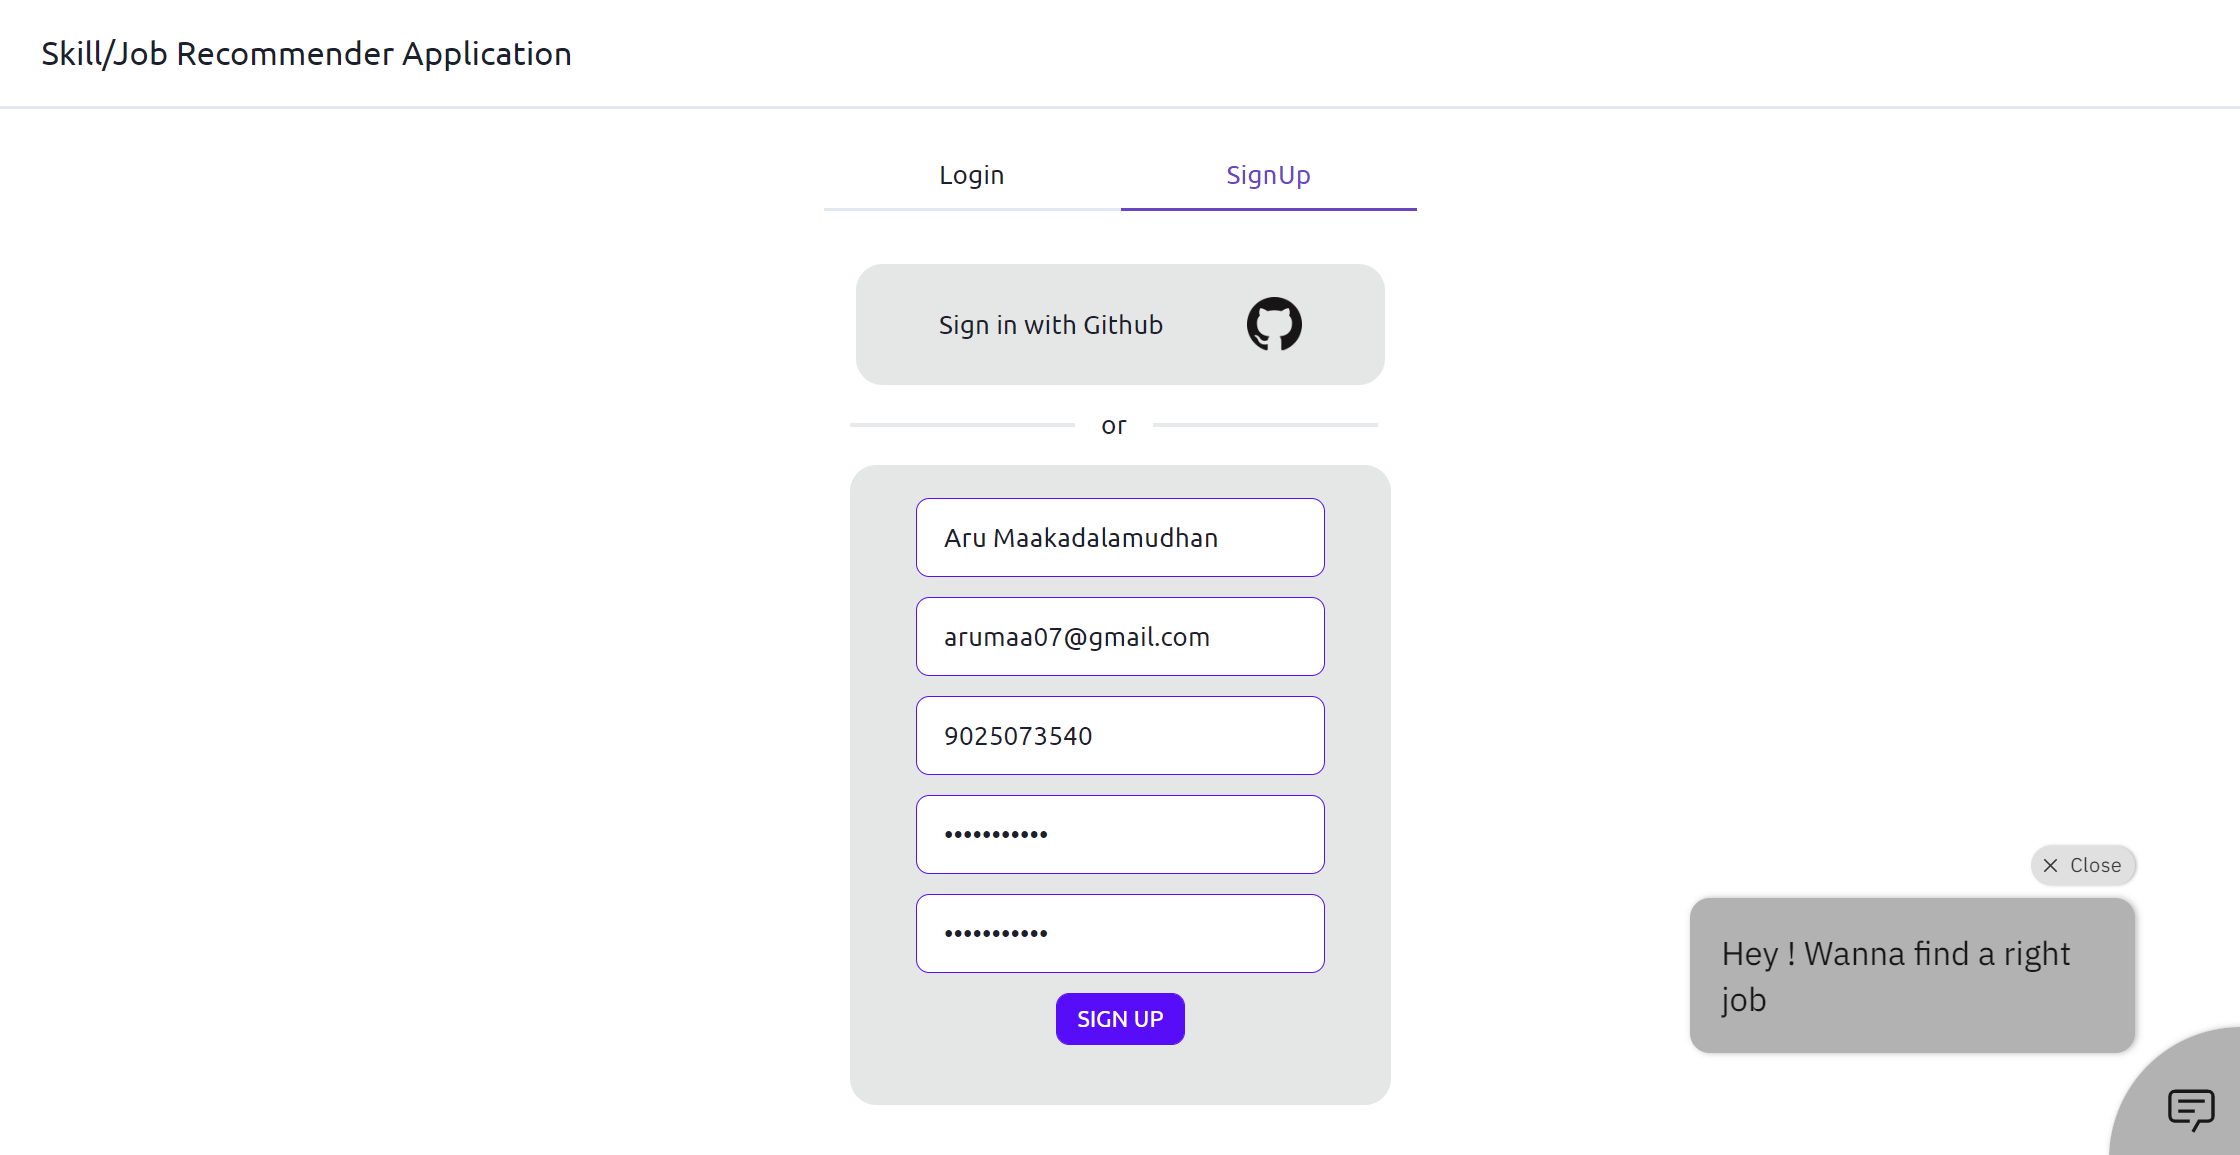 Skill/Job Recommender Application
Login
SignUp
Sign in with Github
or
Aru Maakadalamudhan
arumaa07@gmail.com
9025073540
•••••••••••
•••••••••••
SIGN UP
Close
Hey ! Wanna find a right
job